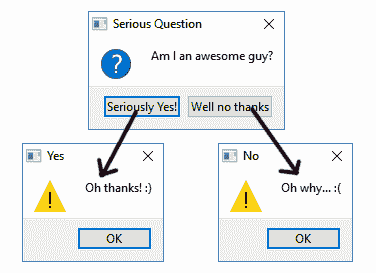 Serious Question
Am I an awesome guy?
Seriously Yes! Well no thanks
Yes
Oh thanks! :)
OK
No
Oh why... :(
OK